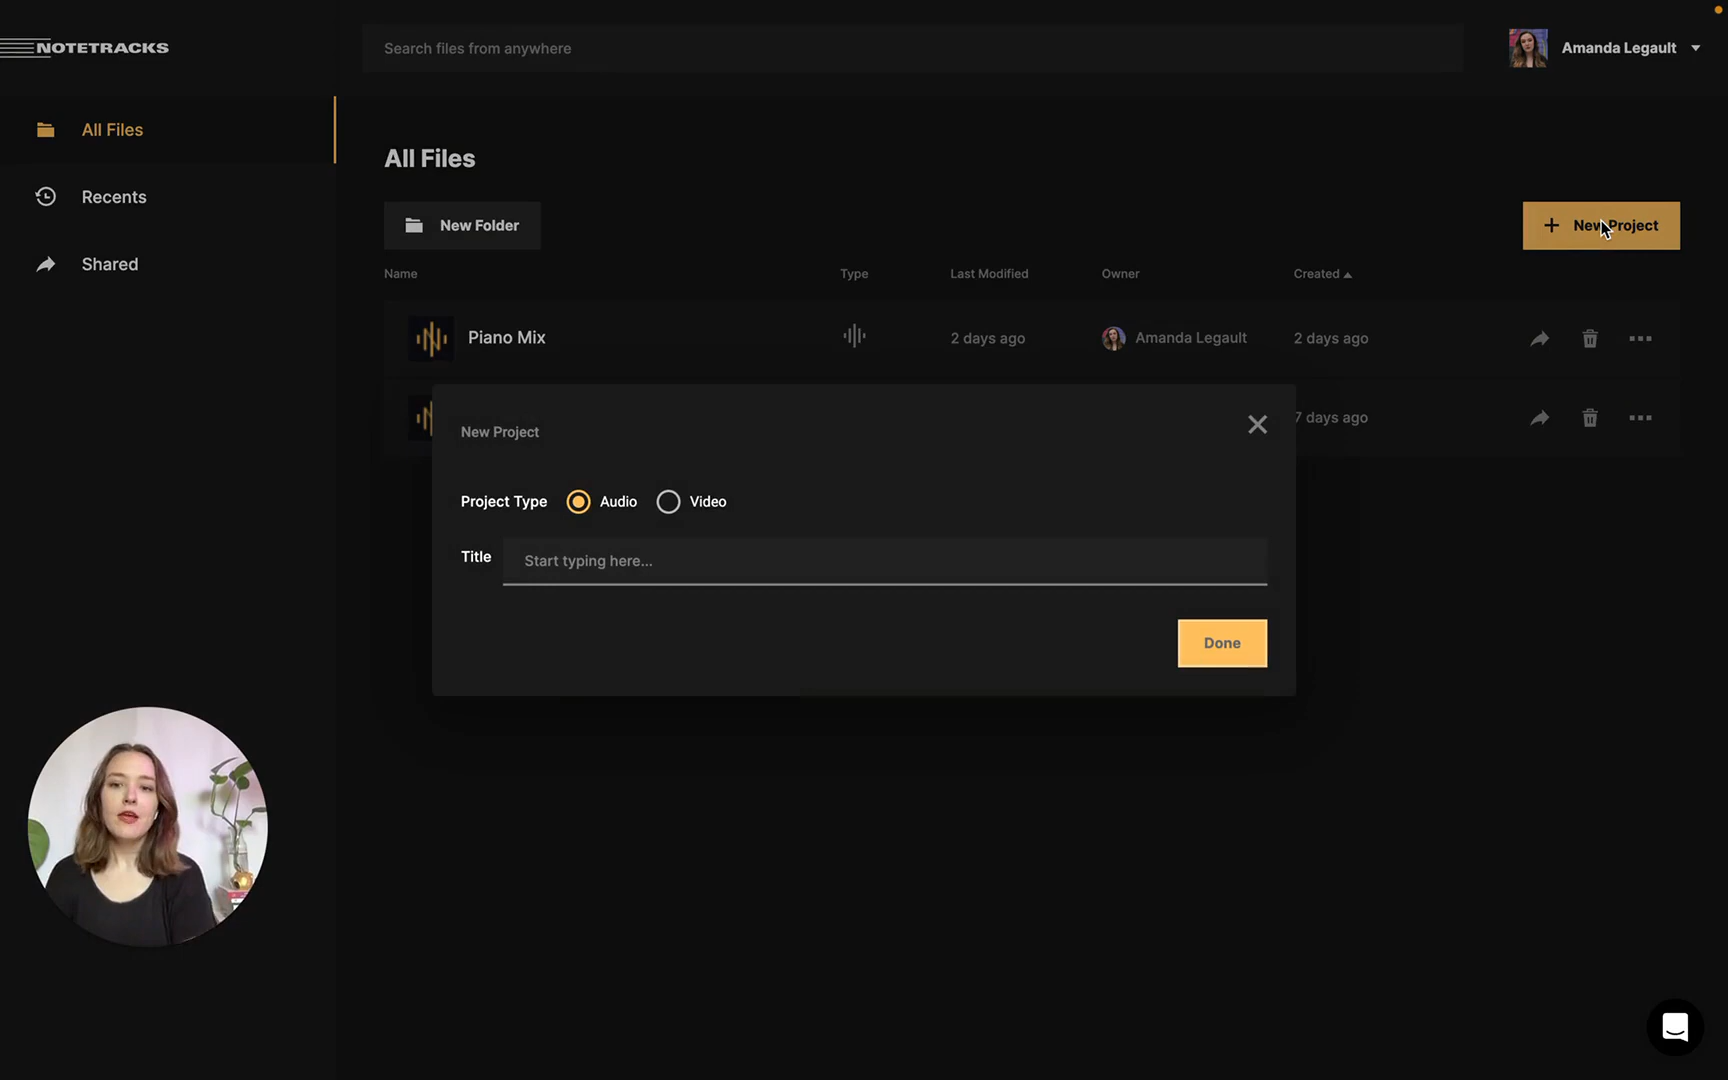 NOTETRACKS
Search files from anywhere
Amanda Legault
All Files
Recents
Shared
All Files
New Folder
New Project
Name Type Last Modified Owner Created
Piano Mix 2 days ago Amanda Legault 2 days ago
7 days ago
New Project
Project Type Audio Video
Title Start typing here...
Done